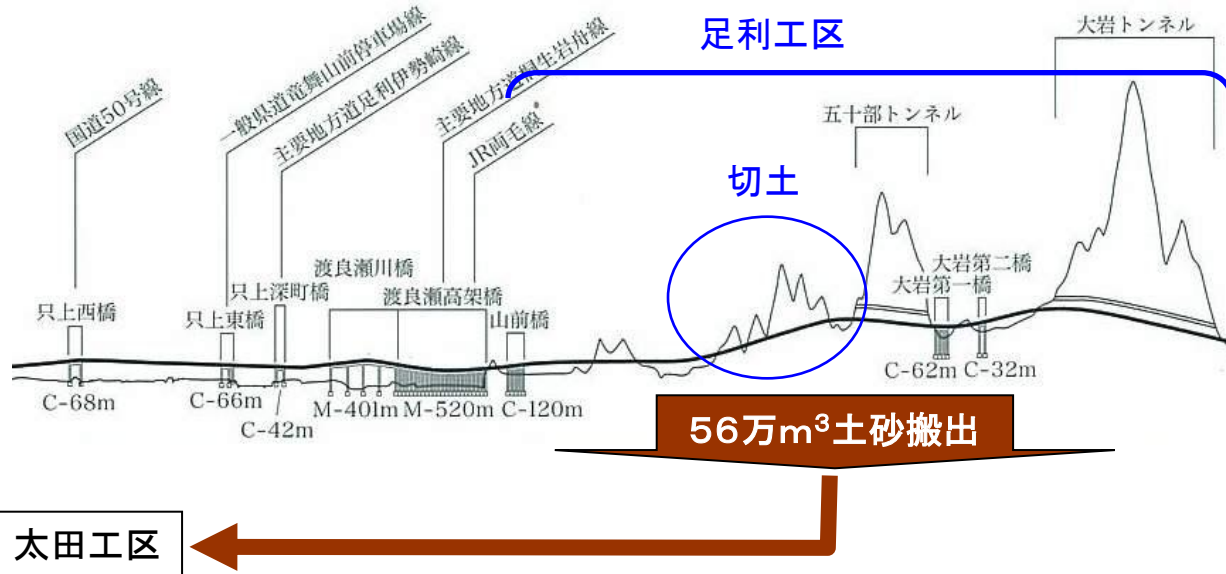 足利工区
大岩トンネル
国道50号線
一般県道竜舞山前停車場線
主要地方道足利伊勢崎線
主要地方道桐生岩舟線
JR両毛線
五十部トンネル
切土
渡良瀬川橋
大岩第二橋
大岩第一橋
只上深町橋
渡良瀬高架橋
只上西橋
只上東橋
山前橋
C-68m
C-66m
C-42m
M-401m
M-520m
C-120m
C-62m
C-32m
56万m³土砂搬出
太田工区